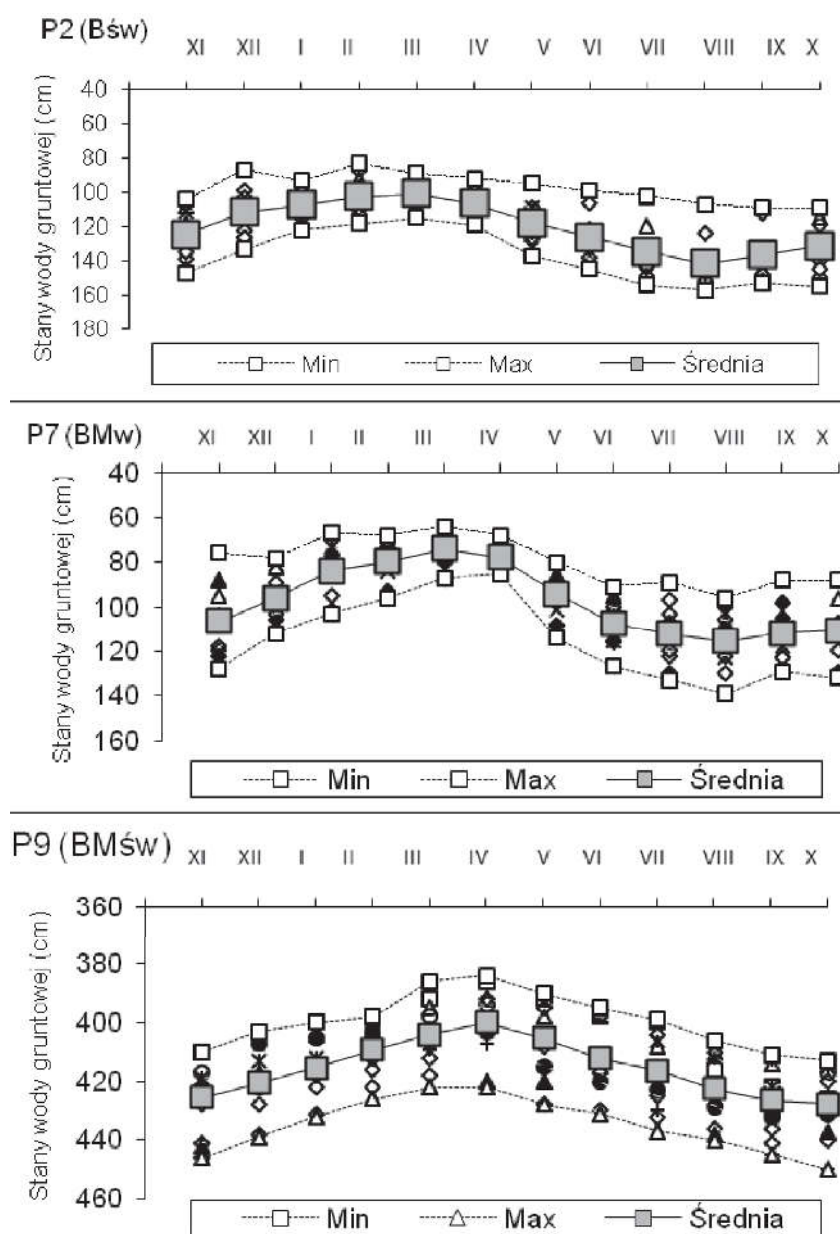 P2 (Bśw)
XI XII I II III IV V VI VII VIII IX X
Stany wody gruntowej (cm)
40
60
80
100
120
140
160
180
Min Max Średnia
P7 (BMw)
XI XII I II III IV V VI VII VIII IX X
Stany wody gruntowej (cm)
40
60
80
100
120
140
160
Min Max Średnia
P9 (BMśw)
XI XII I II III IV V VI VII VIII IX X
Stany wody gruntowej (cm)
360
380
400
420
440
460
Min Max Średnia